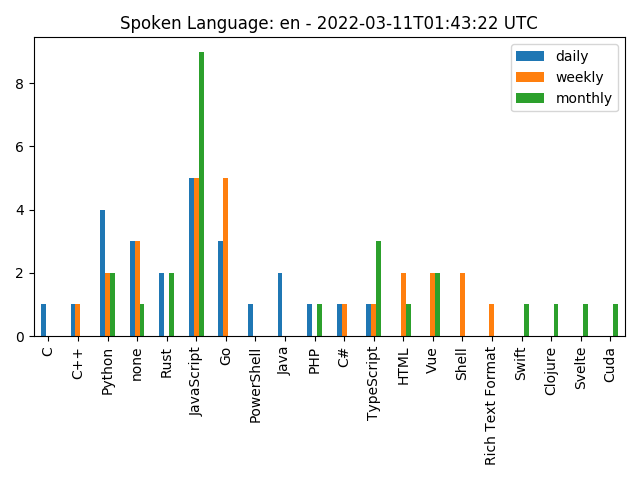 Spoken Language: en - 2022-03-11T01:43:22 UTC
daily
weekly
monthly
8
6
4
2
0
C
C++
Python
none
Rust
JavaScript
Go
PowerShell
Java
PHP
C#
TypeScript
HTML
Vue
Shell
Rich Text Format
Swift
Clojure
Svelte
Cuda